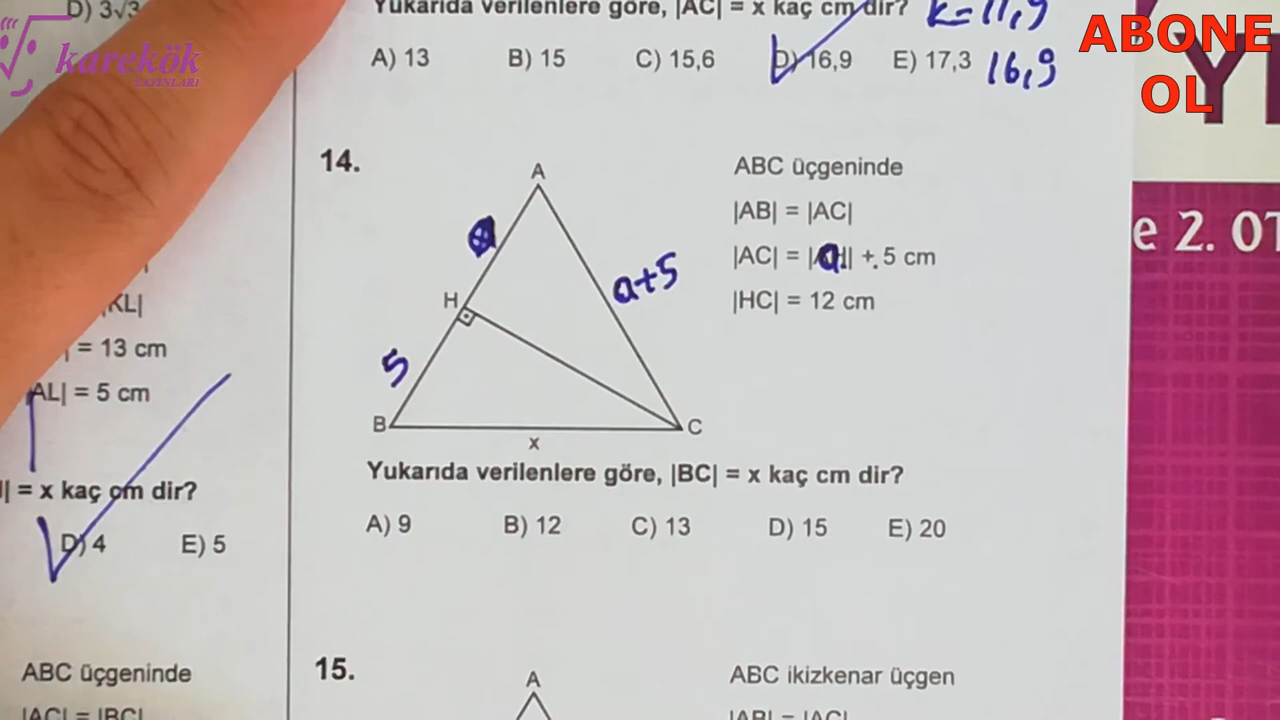 D) 3√3
karekök
YAYINLARI
Yukarıda verilenlere göre, |AC| = x kaç cm dir?
A) 13 B) 15 C) 15,6 D) 16,9 E) 17,3
16,9
ABONE
OL
e 2. OT
KL|
= 13 cm
AL| = 5 cm
| = x kaç cm dir?
D) 4 E) 5
ABC üçgeninde
|AC| = |BC|
14.
A
H
B
C
x
a
5
a+5
ABC üçgeninde
|AB| = |AC|
|AC| = |a| + 5 cm
|HC| = 12 cm
Yukarıda verilenlere göre, |BC| = x kaç cm dir?
A) 9 B) 12 C) 13 D) 15 E) 20
15.
A
ABC ikizkenar üçgen
|AB| = |AC|